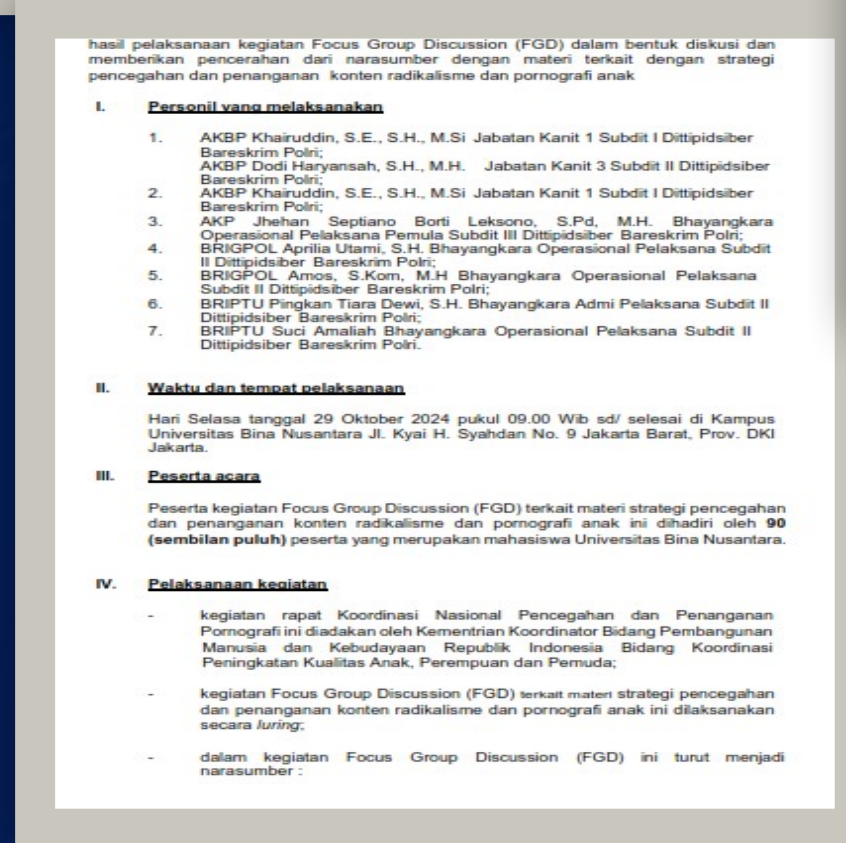 hasil pelaksanaan kegiatan Focus Group Discussion (FGD) dalam bentuk diskusi dan
memberikan pencerahan dari narasumber dengan materi terkait dengan strategi
pencegahan dan penanganan konten radikalisme dan pornografi anak
I. Personil yang melaksanakan
1. AKBP Khairuddin, S.E., S.H., M.Si Jabatan Kanit 1 Subdit I Dittipidsiber
Bareskrim Polri;
AKBP Dodi Haryansah, S.H., M.H. Jabatan Kanit 3 Subdit II Dittipidsiber
Bareskrim Polri;
2. AKBP Khairuddin, S.E., S.H., M.Si Jabatan Kanit 1 Subdit I Dittipidsiber
Bareskrim Polri;
3. AKP Jhehan Septiano Borti Leksono, S.Pd, M.H. Bhayangkara
Operasional Pelaksana Pemula Subdit III Dittipidsiber Bareskrim Polri;
4. BRIGPOL Aprilia Utami, S.H. Bhayangkara Operasional Pelaksana Subdit
II Dittipidsiber Bareskrim Polri;
5. BRIGPOL Amos, S.Kom, M.H Bhayangkara Operasional Pelaksana
Subdit II Dittipidsiber Bareskrim Polri;
6. BRIPTU Pingkan Tiara Dewi, S.H. Bhayangkara Admi Pelaksana Subdit II
Dittipidsiber Bareskrim Polri;
7. BRIPTU Suci Amaliah Bhayangkara Operasional Pelaksana Subdit II
Dittipidsiber Bareskrim Polri.
II. Waktu dan tempat pelaksanaan
Hari Selasa tanggal 29 Oktober 2024 pukul 09.00 Wib sd/ selesai di Kampus
Universitas Bina Nusantara Jl. Kyai H. Syahdan No. 9 Jakarta Barat, Prov. DKI
Jakarta.
III. Peserta acara
Peserta kegiatan Focus Group Discussion (FGD) terkait materi strategi pencegahan
dan penanganan konten radikalisme dan pornografi anak ini dihadiri oleh 90
(sembilan puluh) peserta yang merupakan mahasiswa Universitas Bina Nusantara.
IV. Pelaksanaan kegiatan
- kegiatan rapat Koordinasi Nasional Pencegahan dan Penanganan
Pornografi ini diadakan oleh Kementrian Koordinator Bidang Pembangunan
Manusia dan Kebudayaan Republik Indonesia Bidang Koordinasi
Peningkatan Kualitas Anak, Perempuan dan Pemuda;
- kegiatan Focus Group Discussion (FGD) terkait materi strategi pencegahan
dan penanganan konten radikalisme dan pornografi anak ini dilaksanakan
secara luring;
- dalam kegiatan Focus Group Discussion (FGD) ini turut menjadi
narasumber :